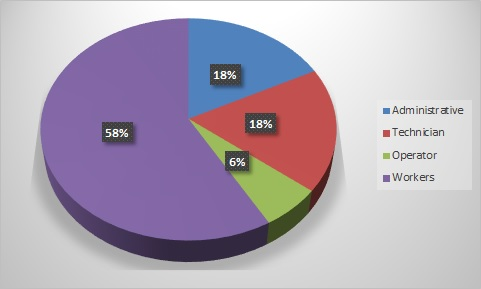 18%
18%
6%
58%
Administrative
Technician
Operator
Workers